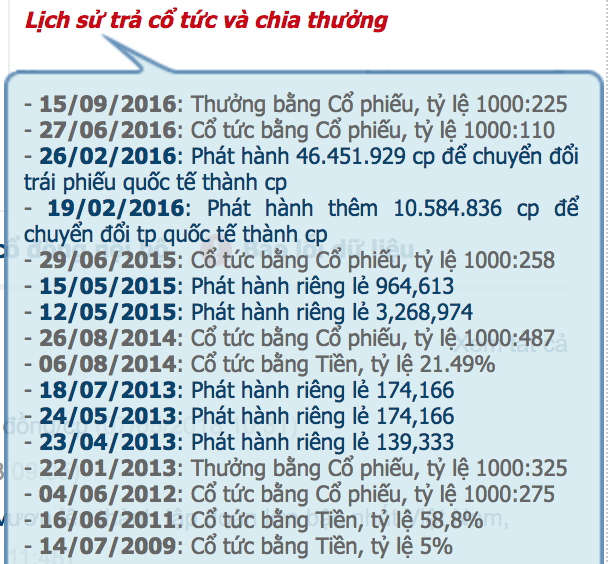 Lịch sử trả cổ tức và chia thưởng
- 15/09/2016: Thưởng bằng Cổ phiếu, tỷ lệ 1000:225
- 27/06/2016: Cổ tức bằng Cổ phiếu, tỷ lệ 1000:110
- 26/02/2016: Phát hành 46.451.929 cp để chuyển đổi
trái phiếu quốc tế thành cp
- 19/02/2016: Phát hành thêm 10.584.836 cp để
chuyển đổi tp quốc tế thành cp
- 29/06/2015: Cổ tức bằng Cổ phiếu, tỷ lệ 1000:258
- 15/05/2015: Phát hành riêng lẻ 964,613
- 12/05/2015: Phát hành riêng lẻ 3,268,974
- 26/08/2014: Cổ tức bằng Cổ phiếu, tỷ lệ 1000:487
- 06/08/2014: Cổ tức bằng Tiền, tỷ lệ 21.49%
Xem tất cả
- 18/07/2013: Phát hành riêng lẻ 174,166
- 24/05/2013: Phát hành riêng lẻ 174,166
- 23/04/2013: Phát hành riêng lẻ 139,333
- 22/01/2013: Thưởng bằng Cổ phiếu, tỷ lệ 1000:325
- 04/06/2012: Cổ tức bằng Cổ phiếu, tỷ lệ 1000:275
- 16/06/2011: Cổ tức bằng Tiền, tỷ lệ 58,8%
- 14/07/2009: Cổ tức bằng Tiền, tỷ lệ 5%